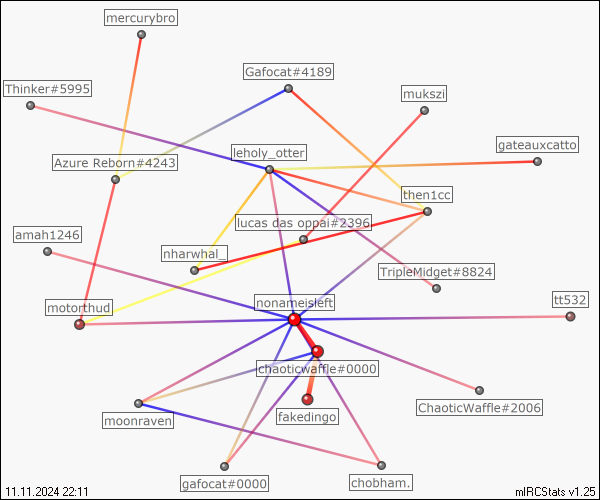 mercurybro
Gafocat#4189
Thinker#5995
mukszi
gateauxcatto
leholy_otter
Azure Reborn#4243
then1cc
lucas das oppai#2396
amah1246
nharwhal_
TripleMidget#8824
nonameisleft
tt532
motorthud
chaoticwaffle#0000
ChaoticWaffle#2006
fakedingo
moonraven
gafocat#0000
chobham.
11.11.2024 22:11
mIRCStats v1.25